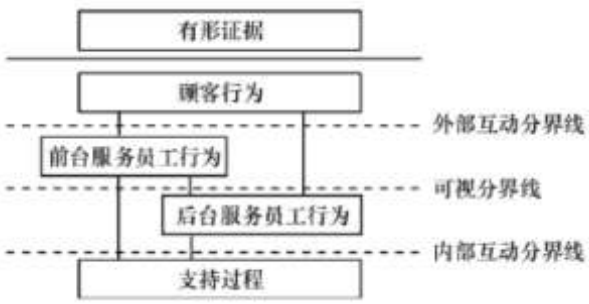 有形证据
顾客行为
外部互动分界线
前台服务员工行为
可视分界线
后台服务员工行为
内部互动分界线
支持过程